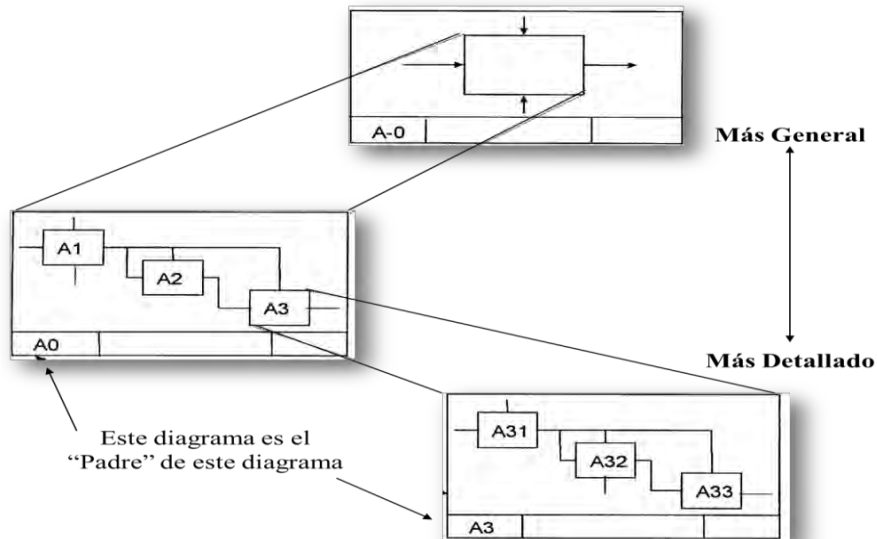 A-0
Más General
A1
A2
A3
A0
Más Detallado
Este diagrama es el
“Padre” de este diagrama
A31
A32
A33
A3